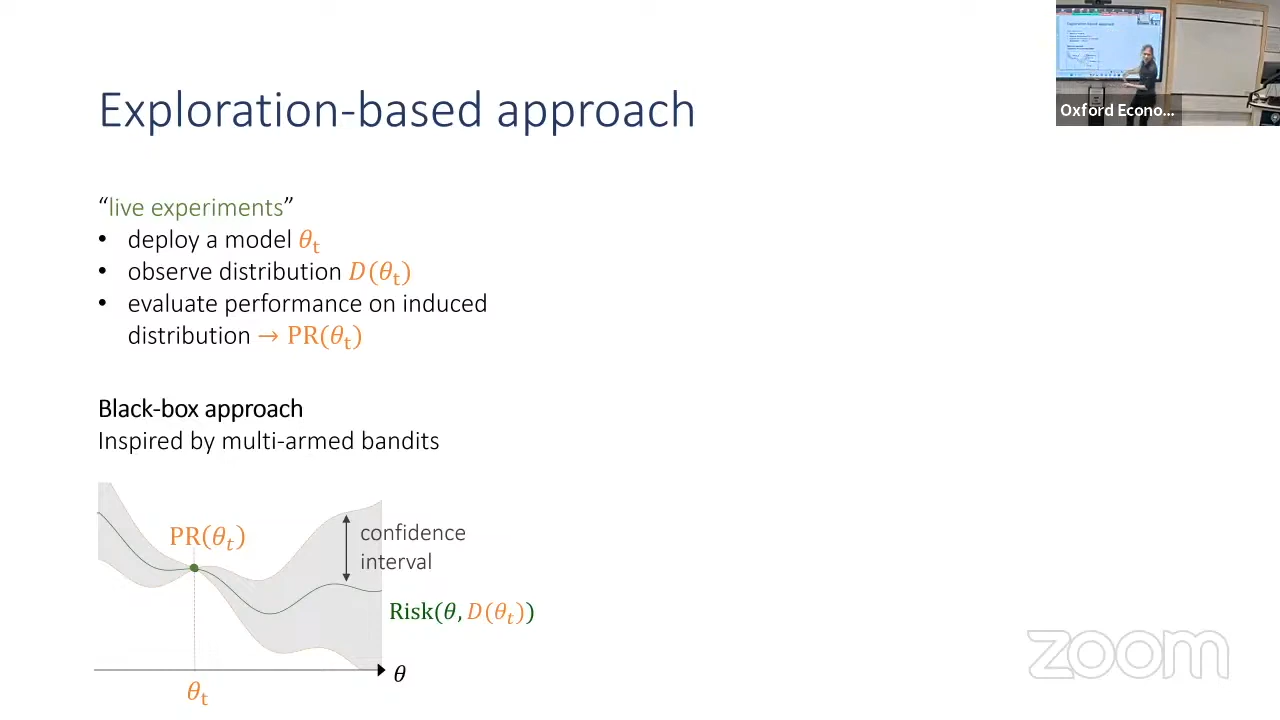 Exploration-based approach
Oxford Econo...
“live experiments”
• deploy a model θt
• observe distribution D(θt)
• evaluate performance on induced
distribution → PR(θt)
Black-box approach
Inspired by multi-armed bandits
PR(θt)
confidence
interval
Risk(θ, D(θt))
θ
θt
zoom